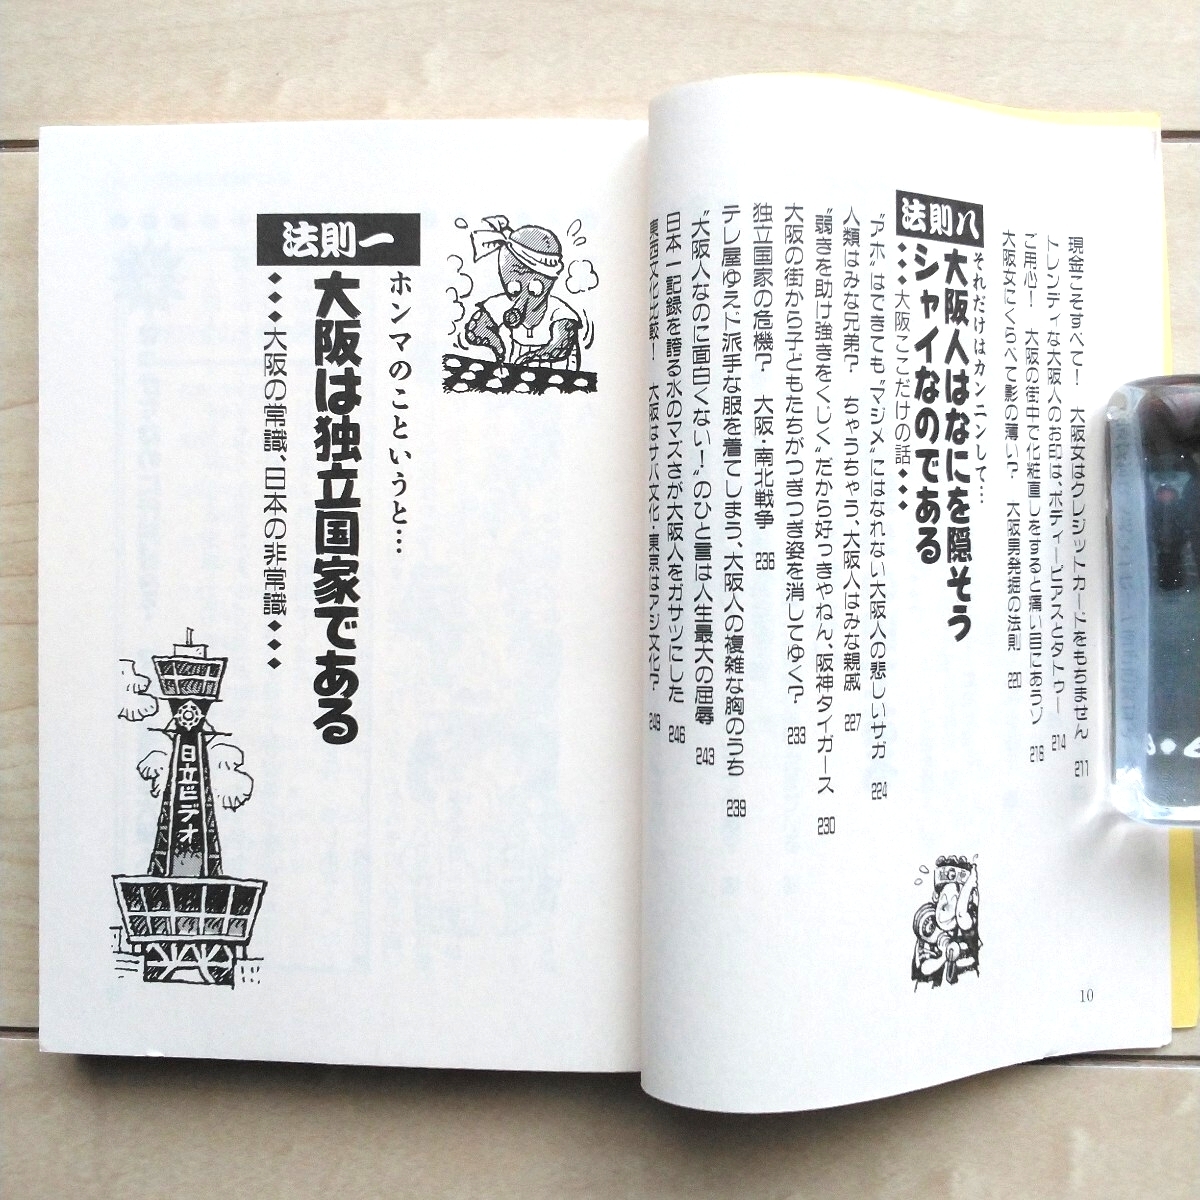 現金こそすべて！　大阪女はクレジットカードをもちません　211
トレンディな大阪人のお印は、ボディーピアスとタトゥー　214
ご用心！　大阪の街中で化粧直しをすると痛い目にあうゾ　218
大阪女にくらべて影の薄い？　大阪男発掘の法則　220
法則八
それだけはカンニンして…
大阪人はなにを隠そう
シャイなのである
大阪ここだけの話
〝アホ〟はできても〝マジメ〟にはなれない大阪人の悲しいサガ　224
人類はみな兄弟？　ちゃうちゃう、大阪人はみな親戚　227
〝弱きを助け強きをくじく〟だから好っきやねん、阪神タイガース　230
大阪の街から子どもたちがつぎつぎ姿を消してゆく？　233
独立国家の危機？　大阪・南北戦争　236
テレ屋ゆえド派手な服を着てしまう、大阪人の複雑な胸のうち　239
〝大阪人なのに面白くない！〟のひと言は人生最大の屈辱　243
日本一記録を誇る水のマズさが大阪人をガサツにした　246
東西文化比較！　大阪はサバ文化・東京はアジ文化？　249
10
法則一
ホンマのことというと…
大阪は独立国家である
大阪の常識、日本の非常識
日立ビデオ